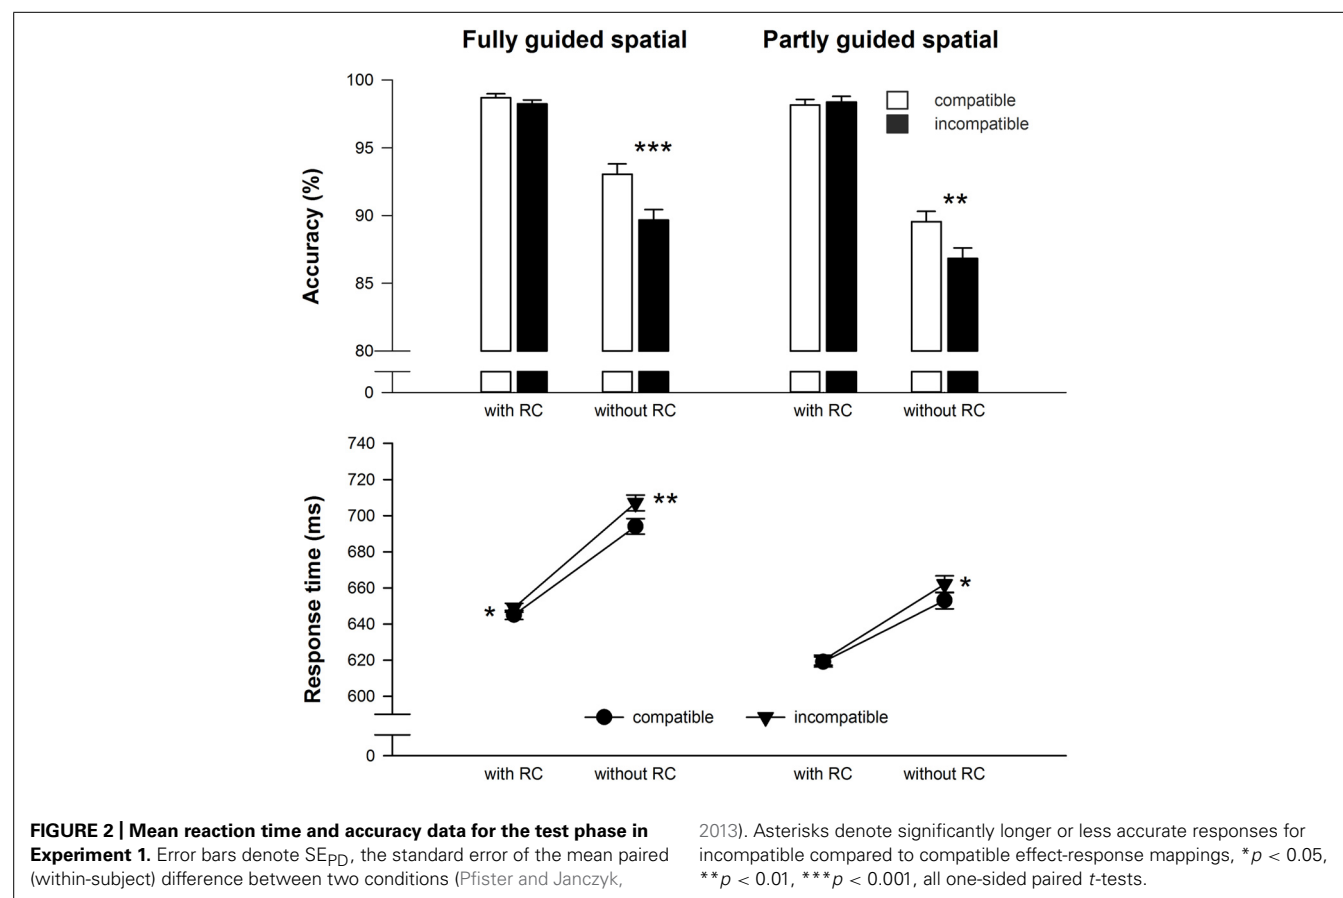 Fully guided spatial
Partly guided spatial
Accuracy (%)
100
95
90
85
80
0
compatible
incompatible
***
**
with RC
without RC
with RC
without RC
Response time (ms)
740
720
700
680
660
640
620
600
0
*
**
*
compatible
incompatible
with RC
without RC
with RC
without RC
FIGURE 2 | Mean reaction time and accuracy data for the test phase in
Experiment 1. Error bars denote SEPD, the standard error of the mean paired
(within-subject) difference between two conditions (Pfister and Janczyk,
2013). Asterisks denote significantly longer or less accurate responses for
incompatible compared to compatible effect-response mappings, *p < 0.05,
**p < 0.01, ***p < 0.001, all one-sided paired t-tests.